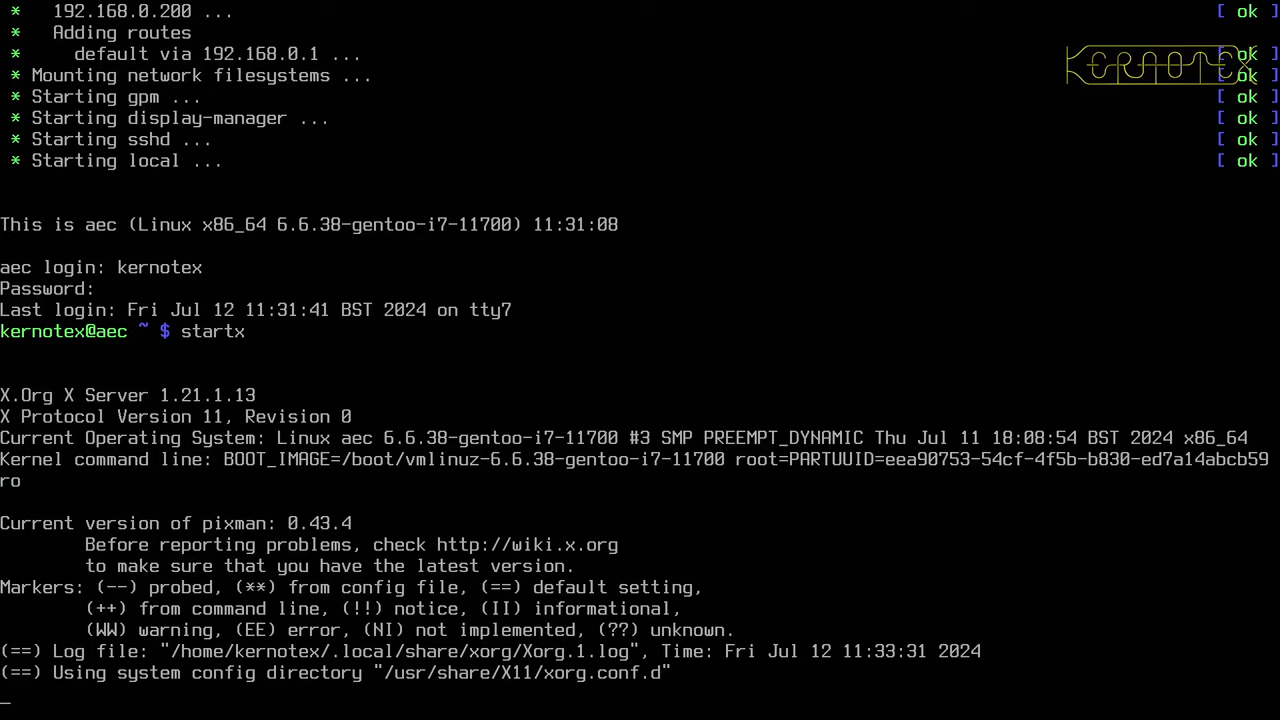 *   192.168.0.200 ... [ ok ]
*   Adding routes
*     default via 192.168.0.1 ... [ ok ]
KERNOTEX
* Mounting network filesystems ... [ ok ]
* Starting gpm ... [ ok ]
* Starting display-manager ... [ ok ]
* Starting sshd ... [ ok ]
* Starting local ... [ ok ]
This is aec (Linux x86_64 6.6.38-gentoo-i7-11700) 11:31:08
aec login: kernotex
Password:
Last login: Fri Jul 12 11:31:41 BST 2024 on tty7
kernotex@aec ~ $ startx
X.Org X Server 1.21.1.13
X Protocol Version 11, Revision 0
Current Operating System: Linux aec 6.6.38-gentoo-i7-11700 #3 SMP PREEMPT_DYNAMIC Thu Jul 11 18:08:54 BST 2024 x86_64
Kernel command line: BOOT_IMAGE=/boot/vmlinuz-6.6.38-gentoo-i7-11700 root=PARTUUID=eea90753-54cf-4f5b-b830-ed7a14abcb59
ro
Current version of pixman: 0.43.4
Before reporting problems, check http://wiki.x.org
to make sure that you have the latest version.
Markers: (--) probed, (**) from config file, (==) default setting,
(++) from command line, (!!) notice, (II) informational,
(WW) warning, (EE) error, (NI) not implemented, (??) unknown.
(==) Log file: "/home/kernotex/.local/share/xorg/Xorg.1.log", Time: Fri Jul 12 11:33:31 2024
(==) Using system config directory "/usr/share/X11/xorg.conf.d"
_